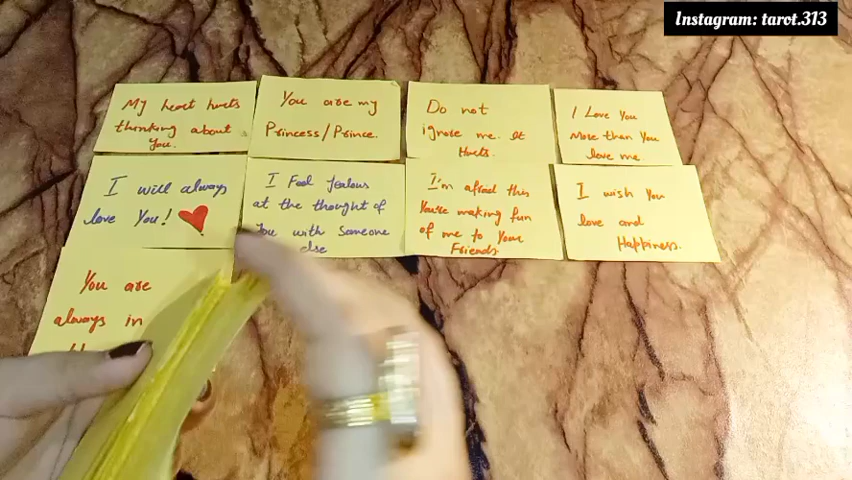 Instagram: tarot.313
My heart hurts
thinking about
you.
You are my
Princess/Prince.
Do not
ignore me. It
Hurts.
I Love You
More than You
love me.
I will always
love You!
I Feel Jealous
at the thought of
You with Someone
else
I'm afraid this
You're making fun
of me to Your
Friends.
I wish You
love and
Happiness.
You are
always in